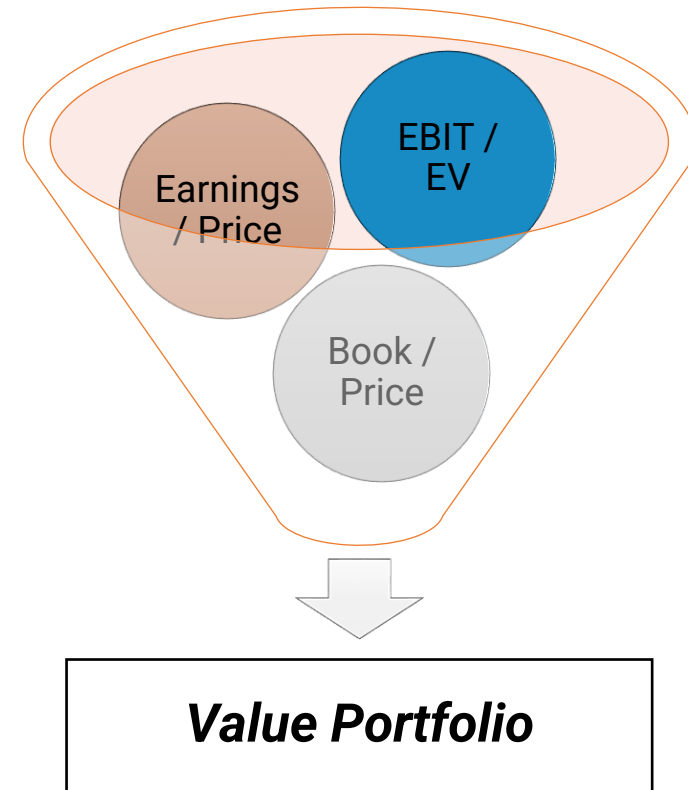 EBIT /
EV
Earnings
/ Price
Book /
Price
Value Portfolio